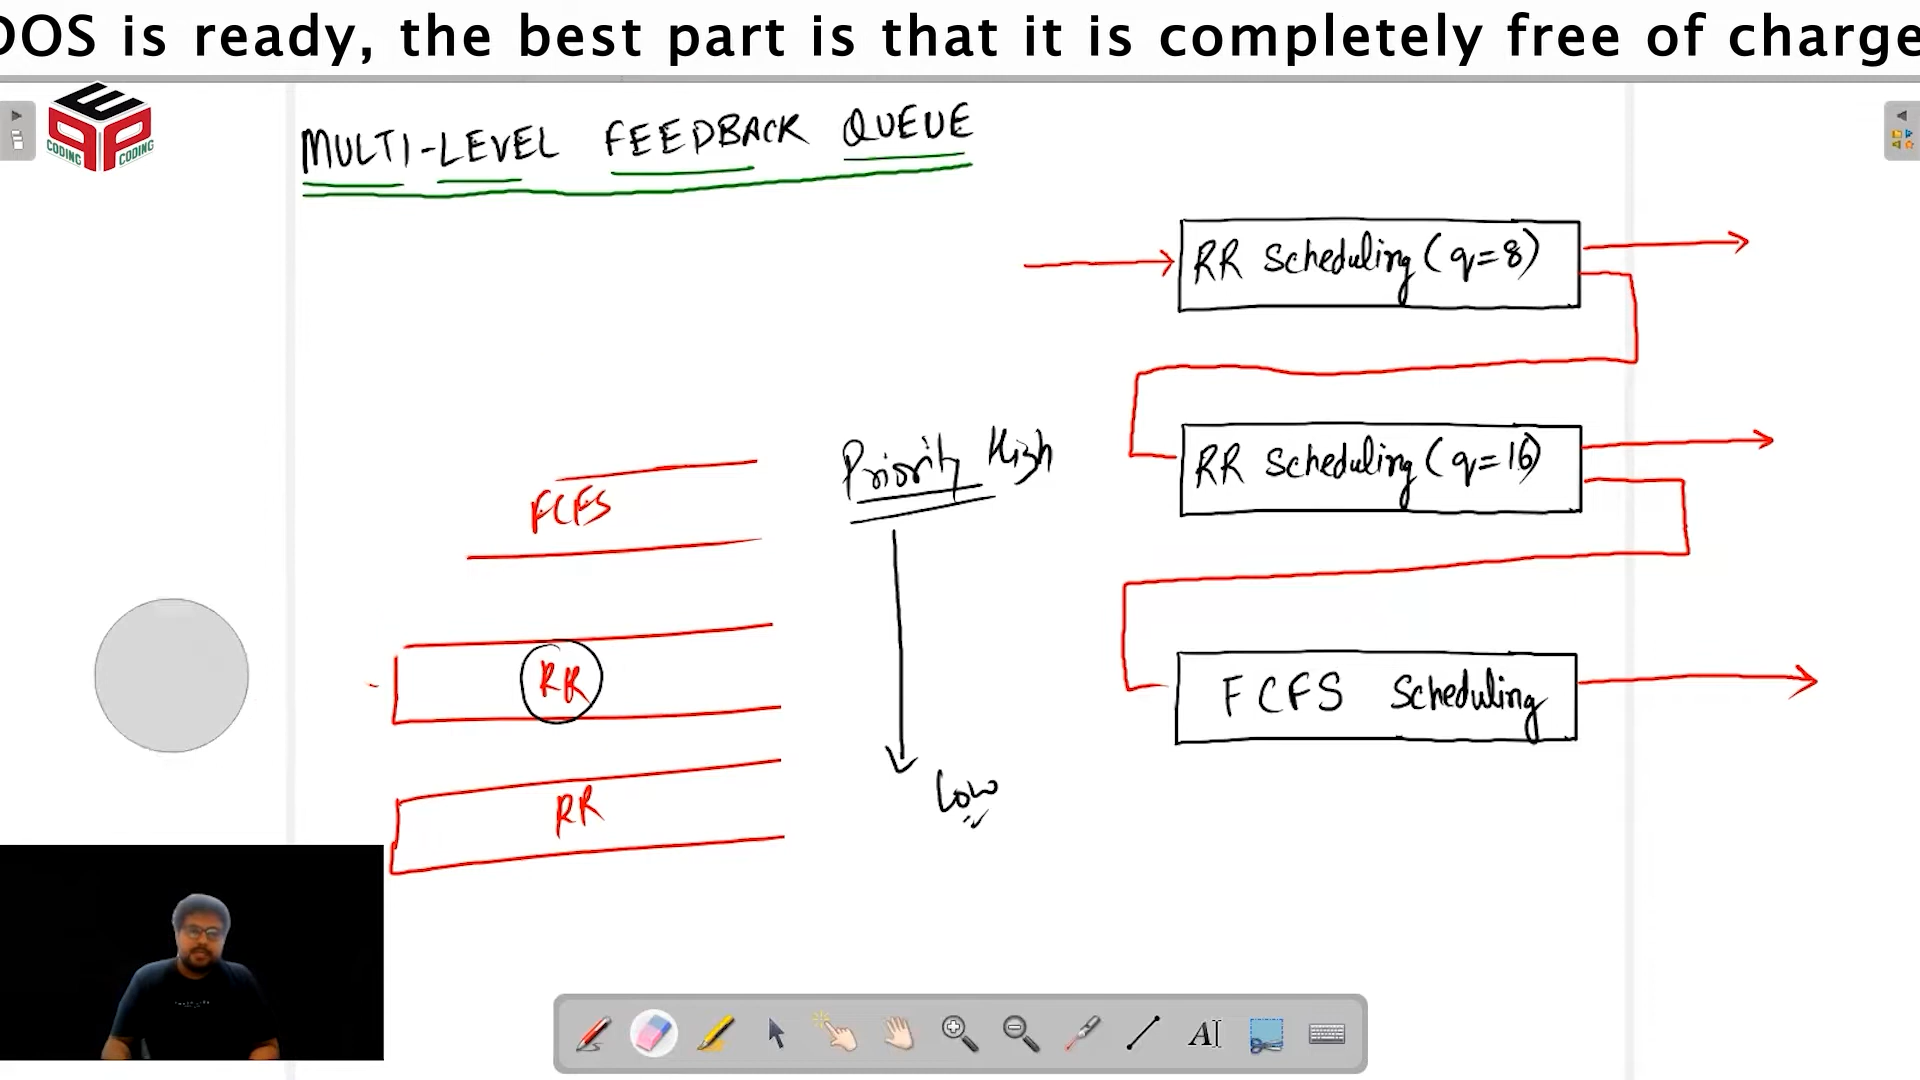 DOS is ready, the best part is that it is completely free of charge
CODING CODING
MULTI-LEVEL FEEDBACK QUEUE
RR Scheduling (q=8)
Priority High
RR Scheduling (q=16)
FCFS
RR
FCFS Scheduling
Low
RR